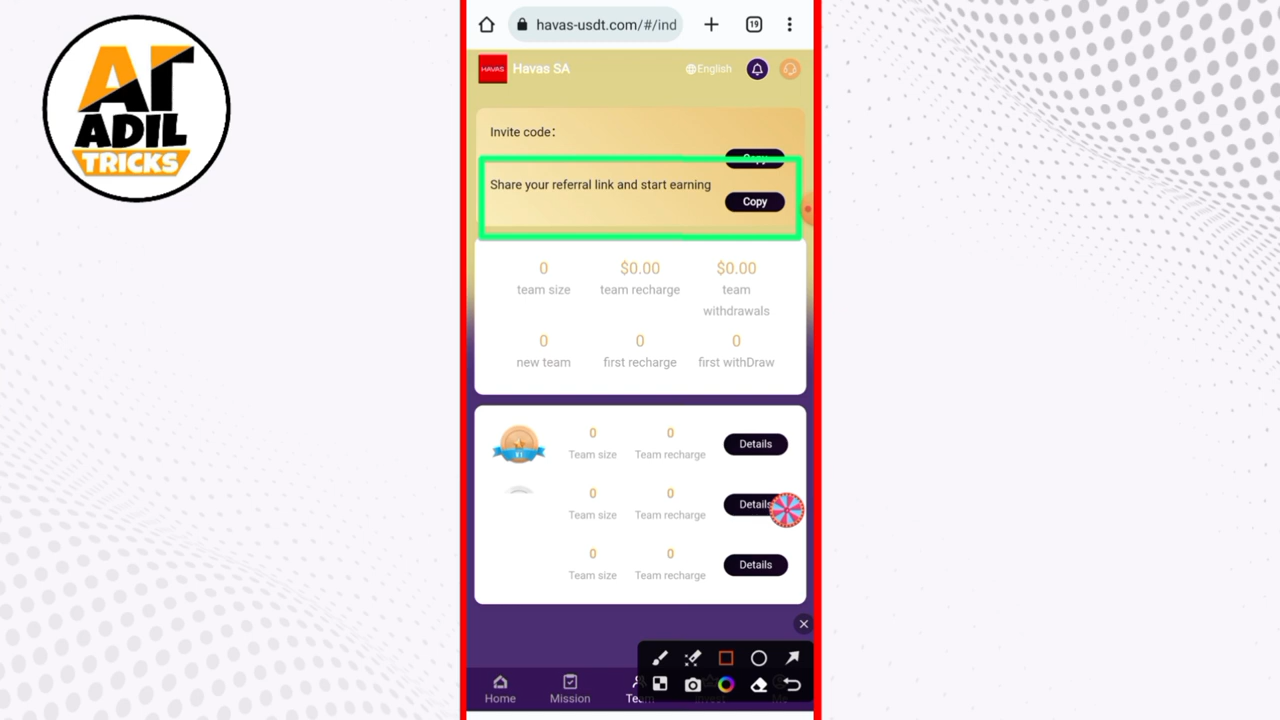 AT
ADIL
TRICKS
havas-usdt.com/#/ind
19
HAVAS
Havas SA
English
Invite code:
Copy
Share your referral link and start earning
Copy
0 $0.00 $0.00
team size team recharge team
withdrawals
0 0 0
new team first recharge first withDraw
0 0
Team size Team recharge
Details
0 0
Team size Team recharge
Details
0 0
Team size Team recharge
Details
Home Mission Team